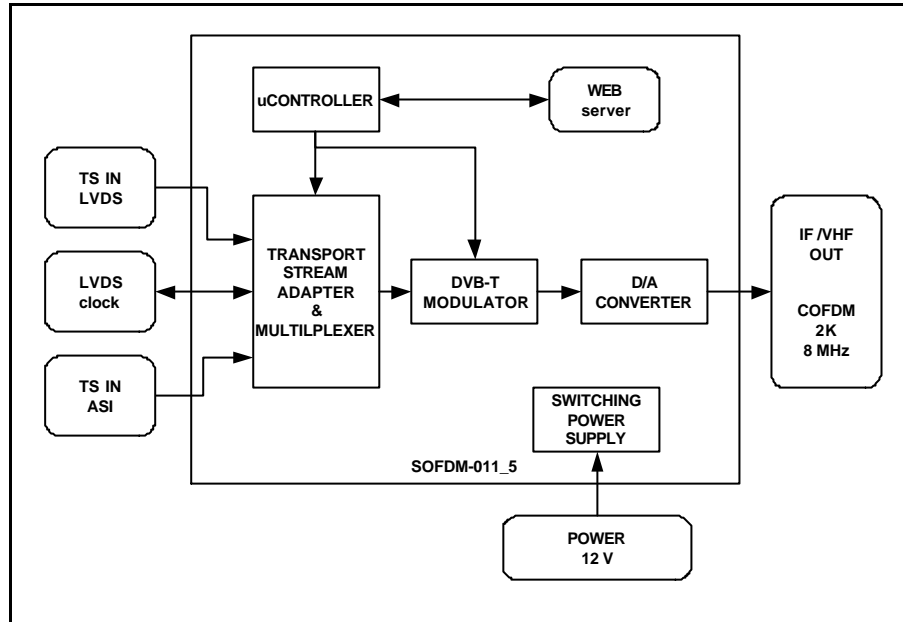 uCONTROLLER
WEB
server
TS IN
LVDS
LVDS
clock
TS IN
ASI
TRANSPORT
STREAM
ADAPTER
&
MULTILPLEXER
DVB-T
MODULATOR
D/A
CONVERTER
IF /VHF
OUT
COFDM
2K
8 MHz
SWITCHING
POWER
SUPPLY
SOFDM-011_5
POWER
12 V